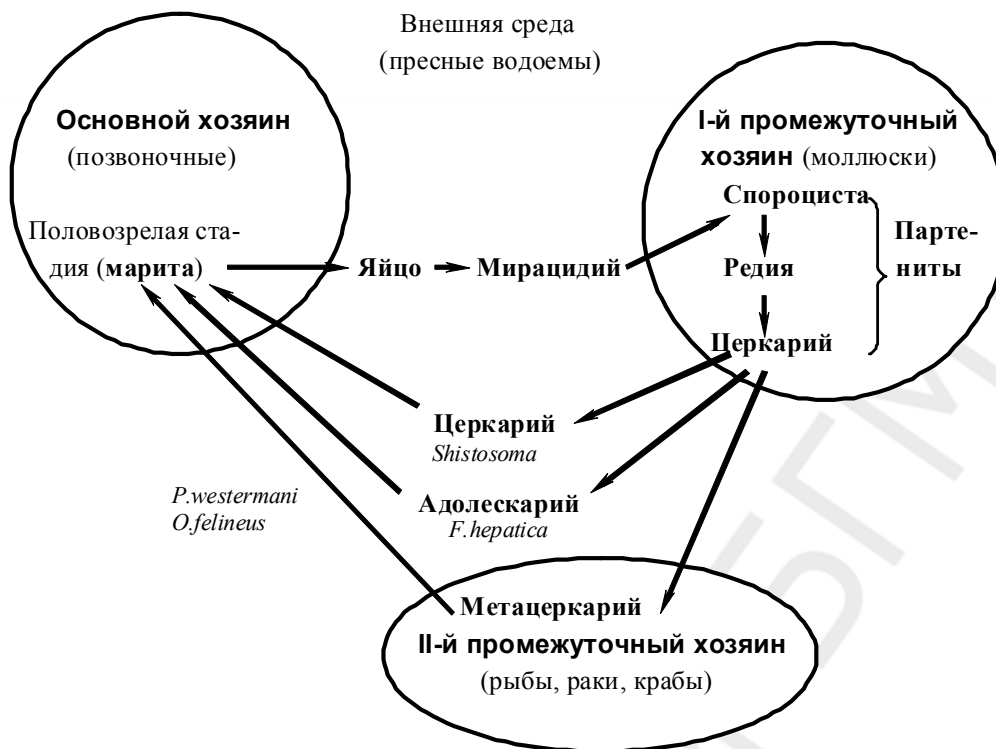 Внешняя среда
(пресные водоемы)
Основной хозяин
(позвоночные)
I-й промежуточный
хозяин (моллюски)
Спороциста
Парте-
ниты
Редия
Церкарий
Половозрелая ста-
дия (марита)
Яйцо
Мирацидий
Церкарий
Shistosoma
Адолескарий
F.hepatica
P.westermani
O.felineus
Метацеркарий
II-й промежуточный хозяин
(рыбы, раки, крабы)
БГМ